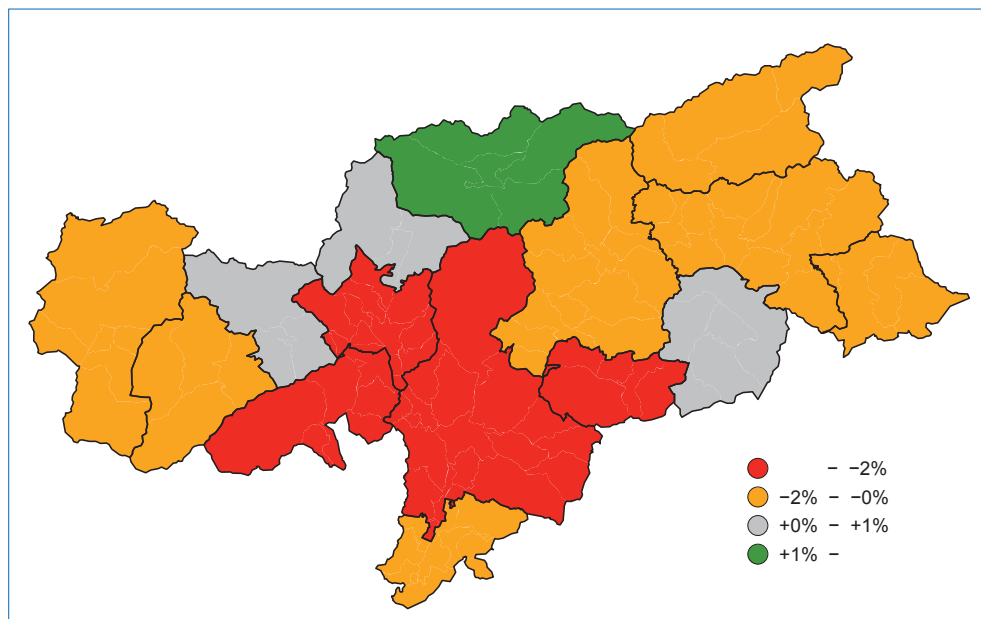 – −2%
−2% – −0%
+0% – +1%
+1% –